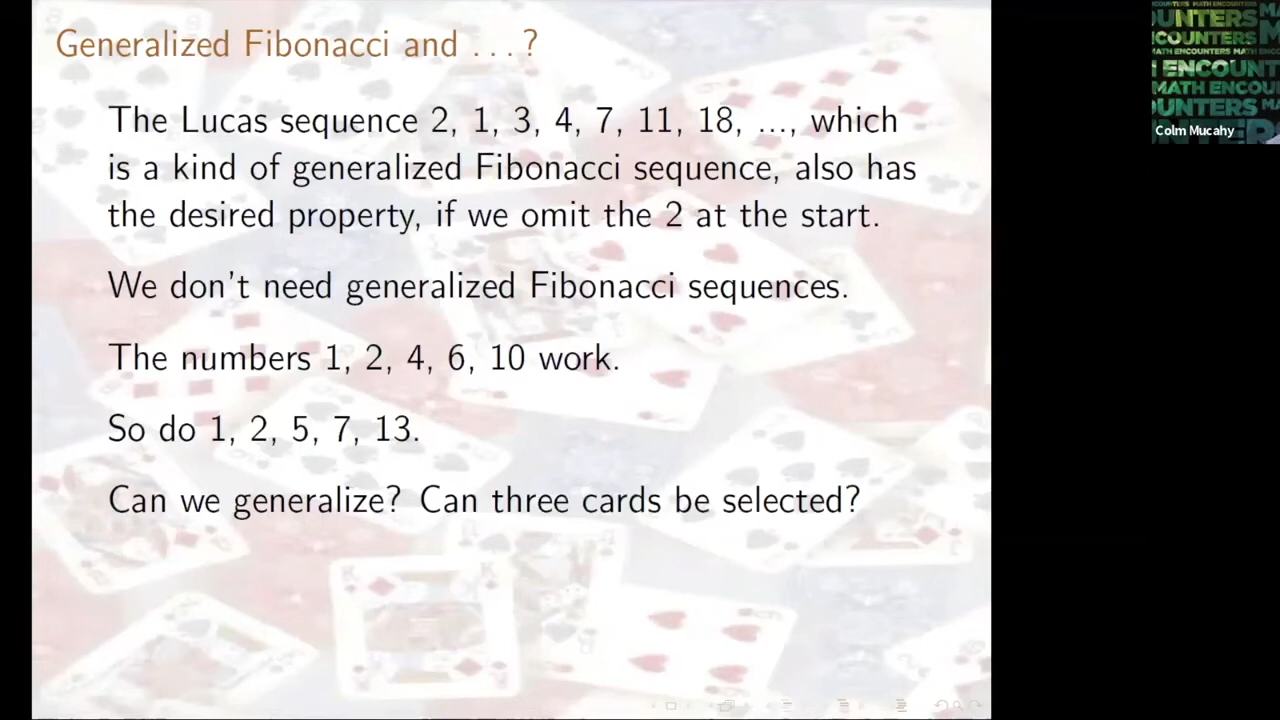 Generalized Fibonacci and ...?
The Lucas sequence 2, 1, 3, 4, 7, 11, 18, ..., which
is a kind of generalized Fibonacci sequence, also has
the desired property, if we omit the 2 at the start.
We don't need generalized Fibonacci sequences.
The numbers 1, 2, 4, 6, 10 work.
So do 1, 2, 5, 7, 13.
Can we generalize? Can three cards be selected?
MATH ENCOUNTERS
Colm Mucahy